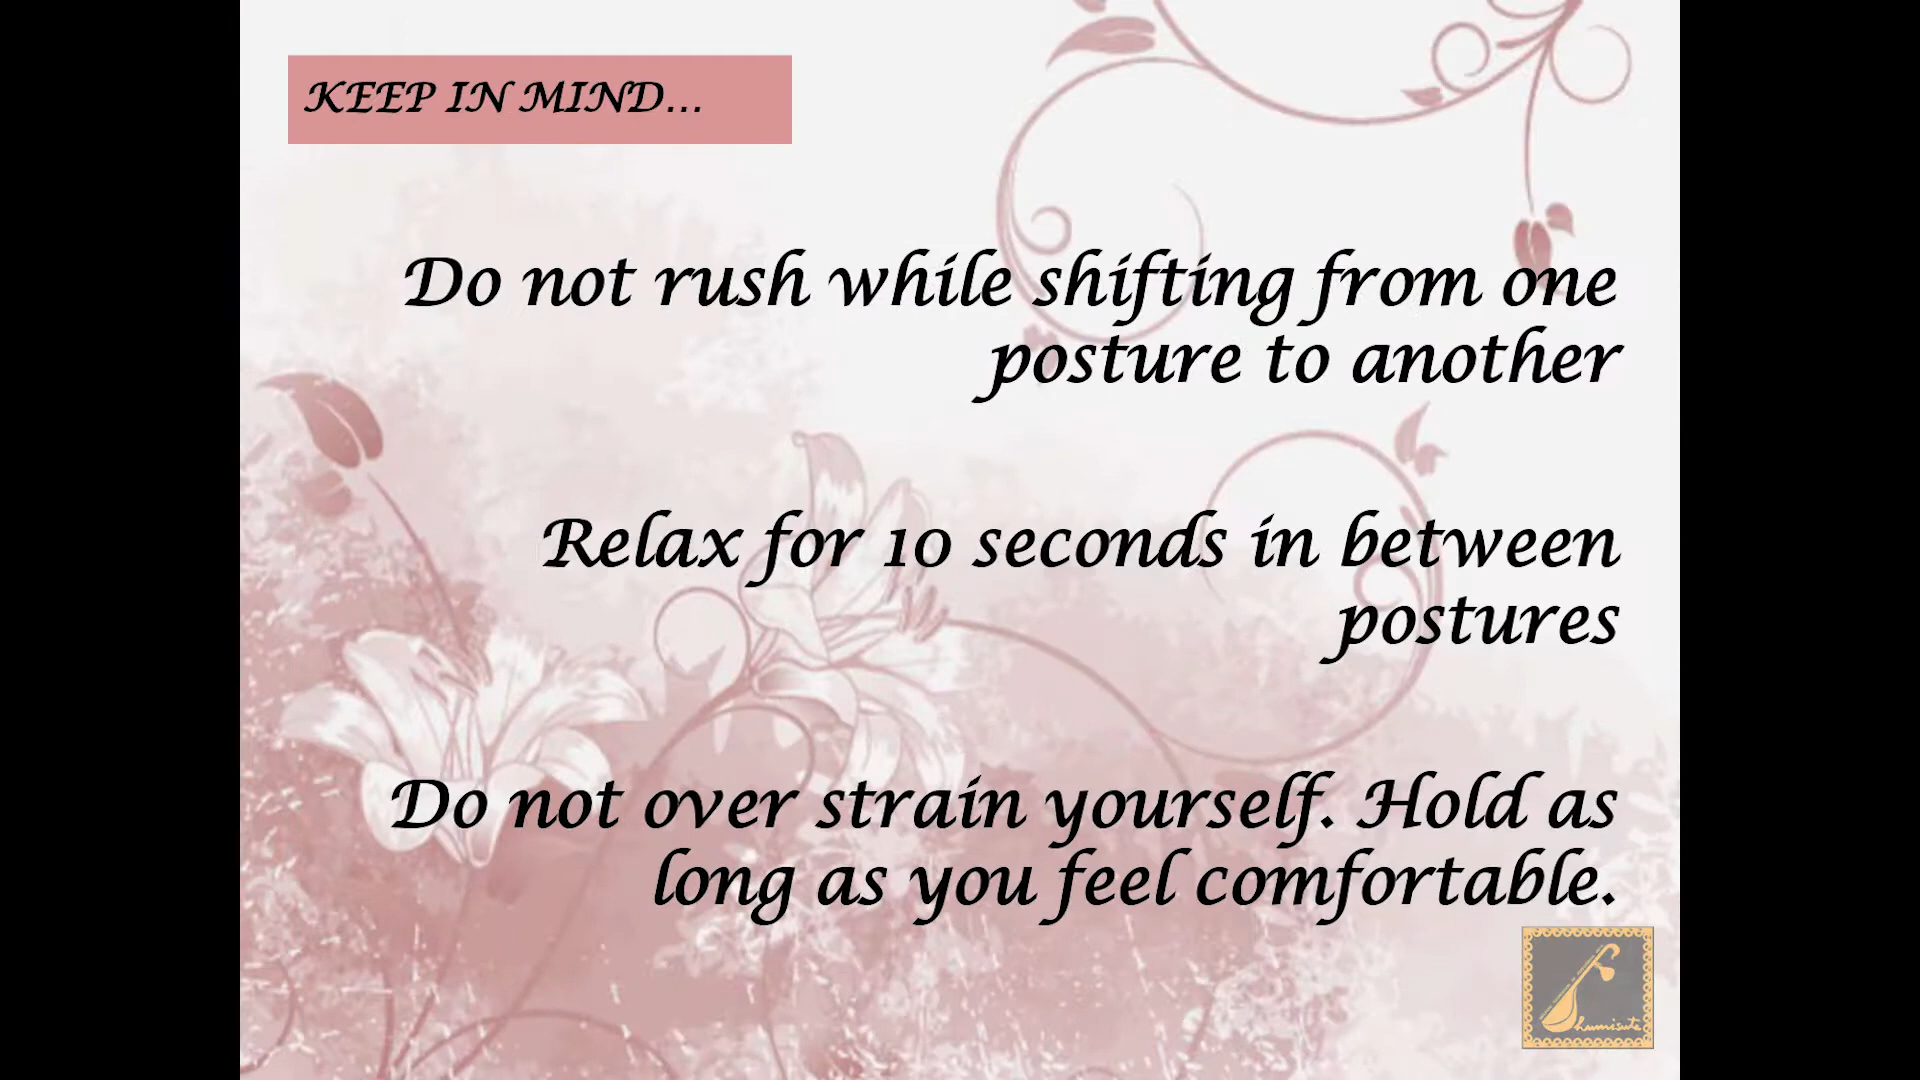 KEEP IN MIND...
Do not rush while shifting from one
posture to another
Relax for 10 seconds in between
postures
Do not over strain yourself. Hold as
long as you feel comfortable.